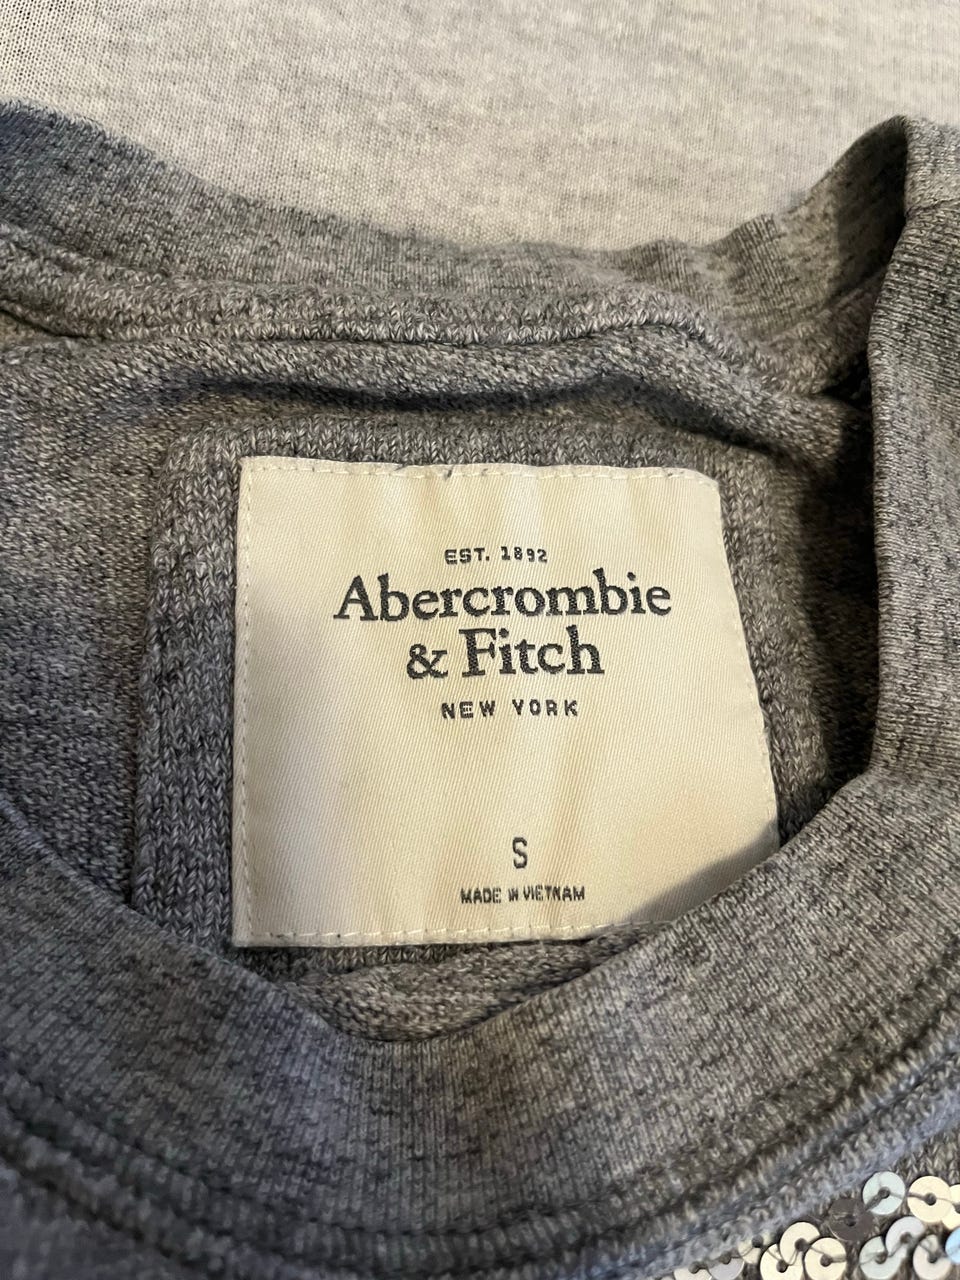 EST. 1892
Abercrombie
& Fitch
NEW YORK
S
MADE IN VIETNAM